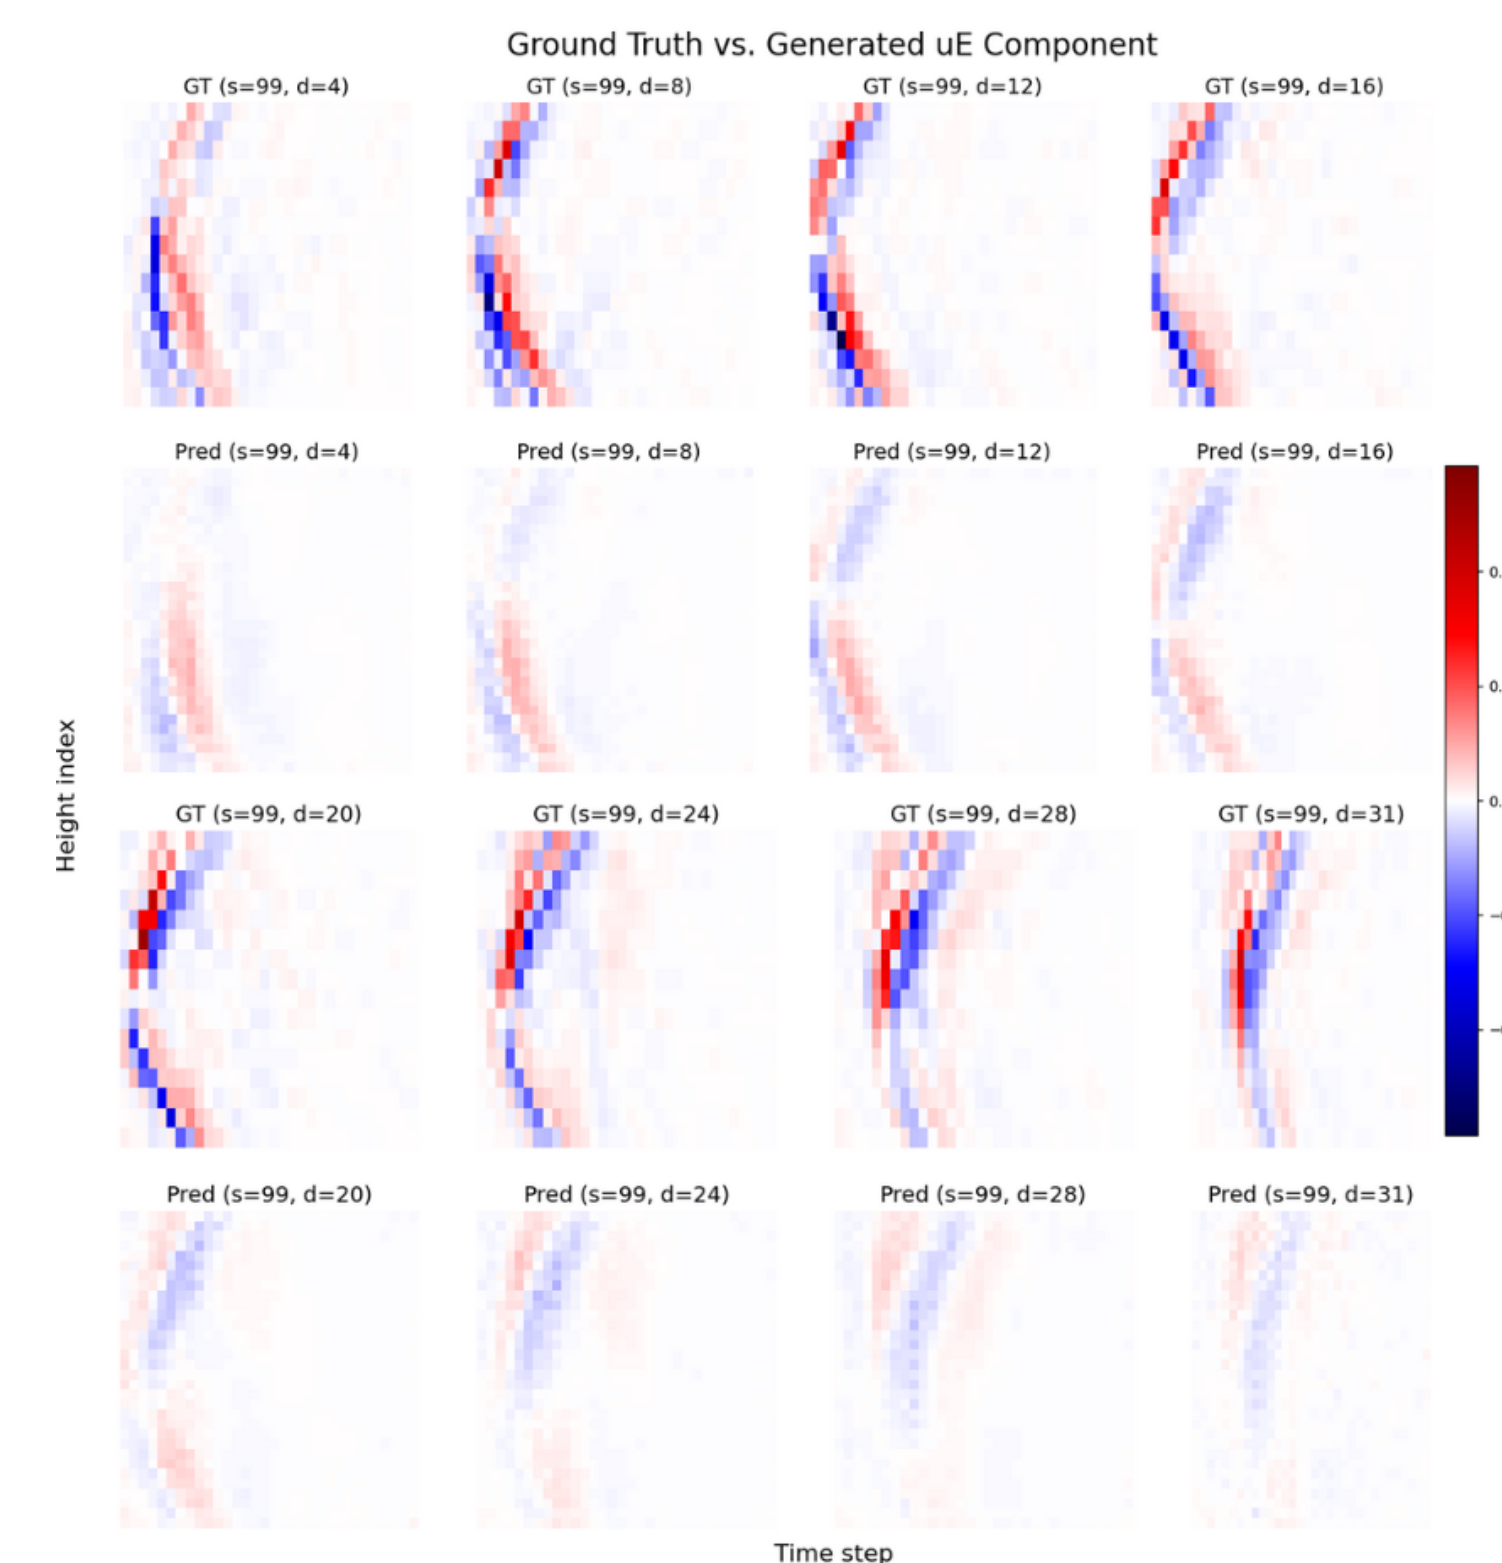 Ground Truth vs. Generated uE Component
GT (s=99, d=4)
GT (s=99, d=8)
GT (s=99, d=12)
GT (s=99, d=16)
Pred (s=99, d=4)
Pred (s=99, d=8)
Pred (s=99, d=12)
Pred (s=99, d=16)
Height index
GT (s=99, d=20)
GT (s=99, d=24)
GT (s=99, d=28)
GT (s=99, d=31)
Pred (s=99, d=20)
Pred (s=99, d=24)
Pred (s=99, d=28)
Pred (s=99, d=31)
Time step